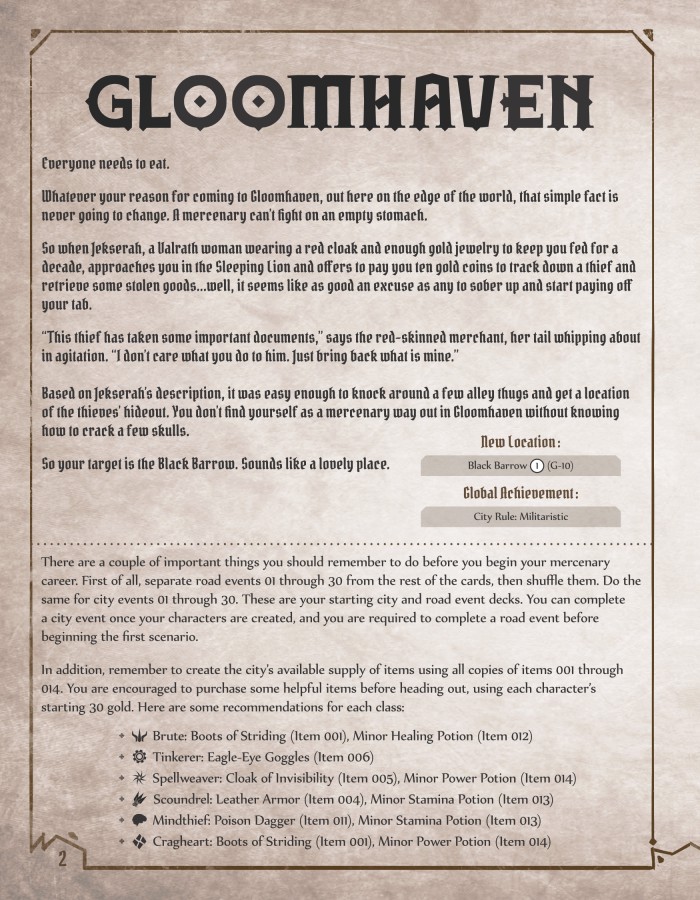 GLOOMHAVEN
Everyone needs to eat.
Whatever your reason for coming to Gloomhaven, out here on the edge of the world, that simple fact is
never going to change. A mercenary can't fight on an empty stomach.
So when Jekserah, a Valrath woman wearing a red cloak and enough gold jewelry to keep you fed for a
decade, approaches you in the Sleeping Lion and offers to pay you ten gold coins to track down a thief and
retrieve some stolen goods...well, it seems like as good an excuse as any to sober up and start paying off
your tab.
"This thief has taken some important documents," says the red-skinned merchant, her tail whipping about
in agitation. "I don't care what you do to him. Just bring back what is mine."
Based on Jekserah's description, it was easy enough to knock around a few alley thugs and get a location
of the thieves' hideout. You don't find yourself as a mercenary way out in Gloomhaven without knowing
how to crack a few skulls.
So your target is the Black Barrow. Sounds like a lovely place.
New Location:
Black Barrow 1 (G-10)
Global Achievement:
City Rule: Militaristic
There are a couple of important things you should remember to do before you begin your mercenary
career. First of all, separate road events 01 through 30 from the rest of the cards, then shuffle them. Do the
same for city events 01 through 30. These are your starting city and road event decks. You can complete
a city event once your characters are created, and you are required to complete a road event before
beginning the first scenario.
In addition, remember to create the city's available supply of items using all copies of items 001 through
014. You are encouraged to purchase some helpful items before heading out, using each character's
starting 30 gold. Here are some recommendations for each class:
Brute: Boots of Striding (Item 001), Minor Healing Potion (Item 012)
Tinkerer: Eagle-Eye Goggles (Item 006)
Spellweaver: Cloak of Invisibility (Item 005), Minor Power Potion (Item 014)
Scoundrel: Leather Armor (Item 004), Minor Stamina Potion (Item 013)
Mindthief: Poison Dagger (Item 011), Minor Stamina Potion (Item 013)
Cragheart: Boots of Striding (Item 001), Minor Power Potion (Item 014)
2